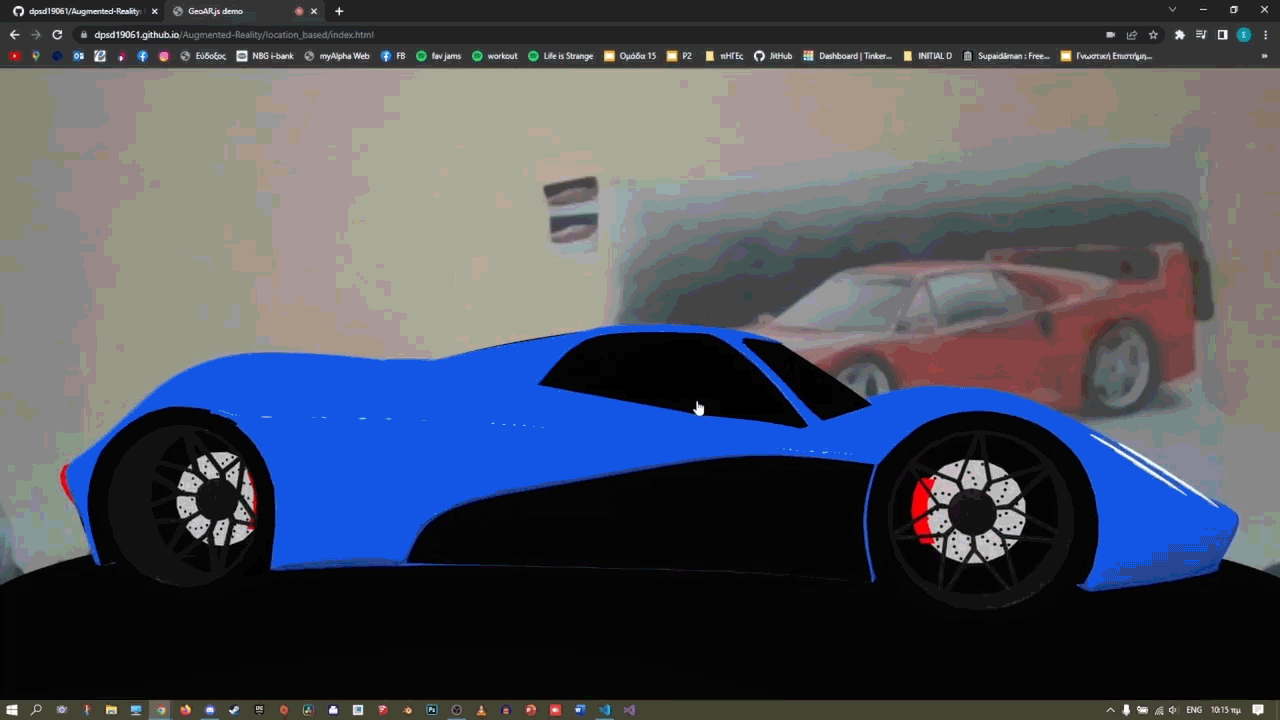 dpsd19061/Augmented-Reality: l
GeoAR.js demo
dpsd19061.github.io/Augmented-Reality/location_based/index.html
Εύδοξος
NBG i-bank
myAlpha Web
FB
fav jams
workout
Life is Strange
Ομάδα 15
P2
πΗΓΕς
JitHub
Dashboard | Tinker...
INITIAL D
Supaidāman : Free...
Γνωστική Επιστήμη...
»
ENG
10:15 πμ